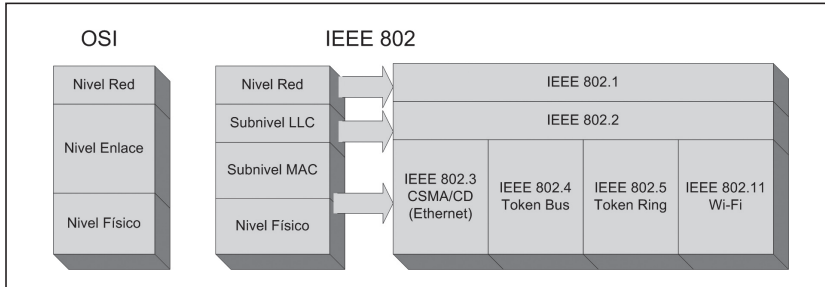 OSI
IEEE 802
Nivel Red
Nivel Enlace
Nivel Físico
Nivel Red
Subnivel LLC
Subnivel MAC
Nivel Físico
IEEE 802.1
IEEE 802.2
IEEE 802.3
CSMA/CD
(Ethernet)
IEEE 802.4
Token Bus
IEEE 802.5
Token Ring
IEEE 802.11
Wi-Fi